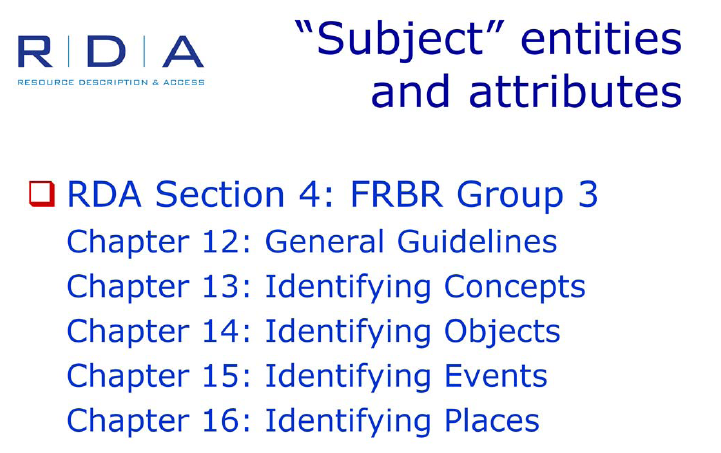 “Subject” entities
and attributes
R|D|A
RESOURCE DESCRIPTION & ACCESS
RDA Section 4: FRBR Group 3
Chapter 12: General Guidelines
Chapter 13: Identifying Concepts
Chapter 14: Identifying Objects
Chapter 15: Identifying Events
Chapter 16: Identifying Places